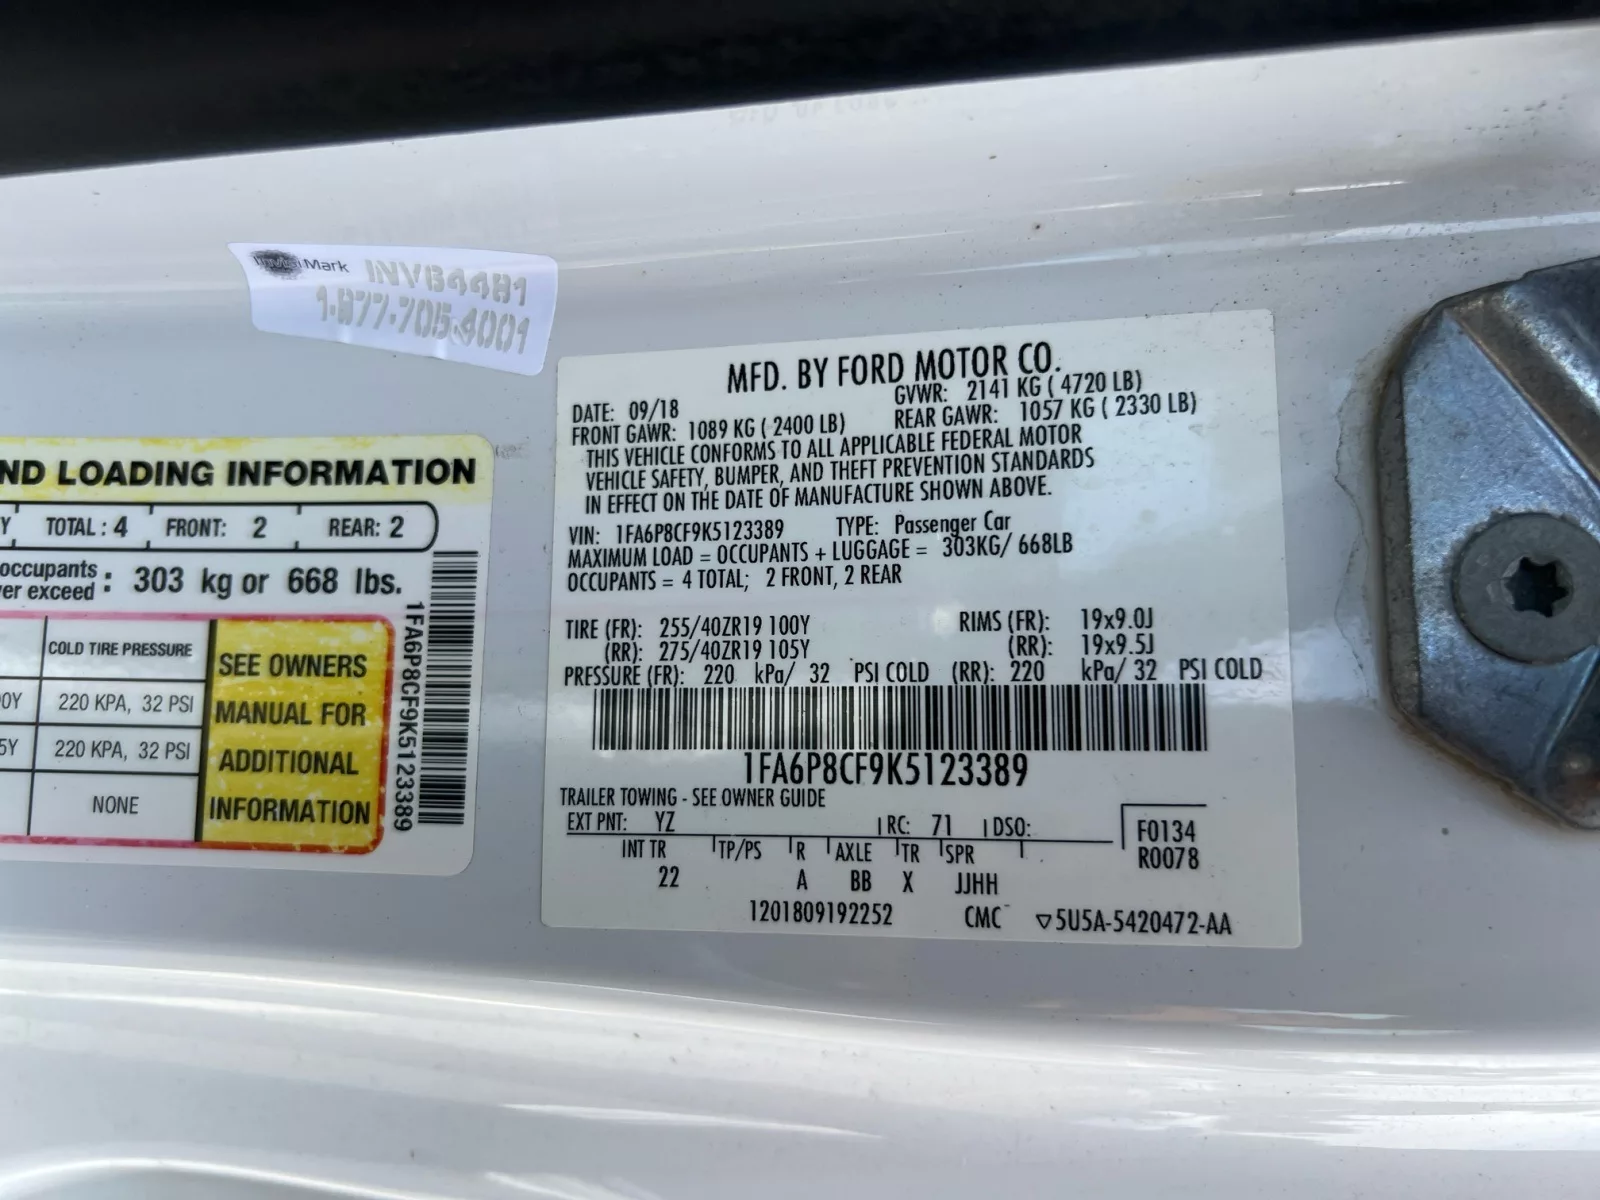 Mark INVB4481
1-877-705-4001
MFD. BY FORD MOTOR CO.
DATE: 09/18 GVWR: 2141 KG ( 4720 LB)
FRONT GAWR: 1089 KG ( 2400 LB) REAR GAWR: 1057 KG ( 2330 LB)
THIS VEHICLE CONFORMS TO ALL APPLICABLE FEDERAL MOTOR
VEHICLE SAFETY, BUMPER, AND THEFT PREVENTION STANDARDS
IN EFFECT ON THE DATE OF MANUFACTURE SHOWN ABOVE.
VIN: 1FA6P8CF9K5123389 TYPE: Passenger Car
MAXIMUM LOAD = OCCUPANTS + LUGGAGE = 303KG/ 668LB
OCCUPANTS = 4 TOTAL; 2 FRONT, 2 REAR
TIRE (FR): 255/40ZR19 100Y RIMS (FR): 19x9.0J
(RR): 275/40ZR19 105Y (RR): 19x9.5J
PRESSURE (FR): 220 kPa/ 32 PSI COLD (RR): 220 kPa/ 32 PSI COLD
1FA6P8CF9K5123389
TRAILER TOWING - SEE OWNER GUIDE
EXT PNT: YZ RC: 71 DSO: F0134
R0078
INT TR TP/PS R AXLE TR SPR
22 A BB X JJHH
1201809192252 CMC ▽5U5A-5420472-AA
ND LOADING INFORMATION
Y TOTAL : 4 FRONT: 2 REAR: 2
occupants
er exceed : 303 kg or 668 lbs.
COLD TIRE PRESSURE
0Y 220 KPA, 32 PSI
5Y 220 KPA, 32 PSI
NONE
SEE OWNERS
MANUAL FOR
ADDITIONAL
INFORMATION
1FA6P8CF9K5123389